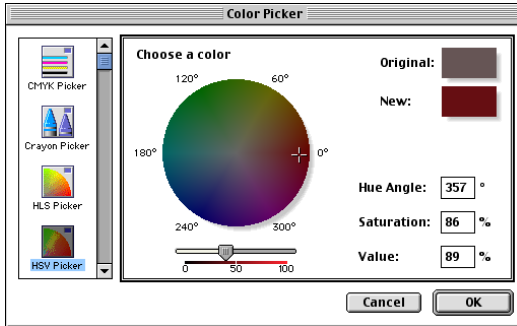 Color Picker
CMYK Picker
Crayon Picker
HLS Picker
HSV Picker
Choose a color
120°
60°
180°
0°
240°
300°
0
50
100
Original:
New:
Hue Angle: 357 °
Saturation: 86 %
Value: 89 %
Cancel
OK